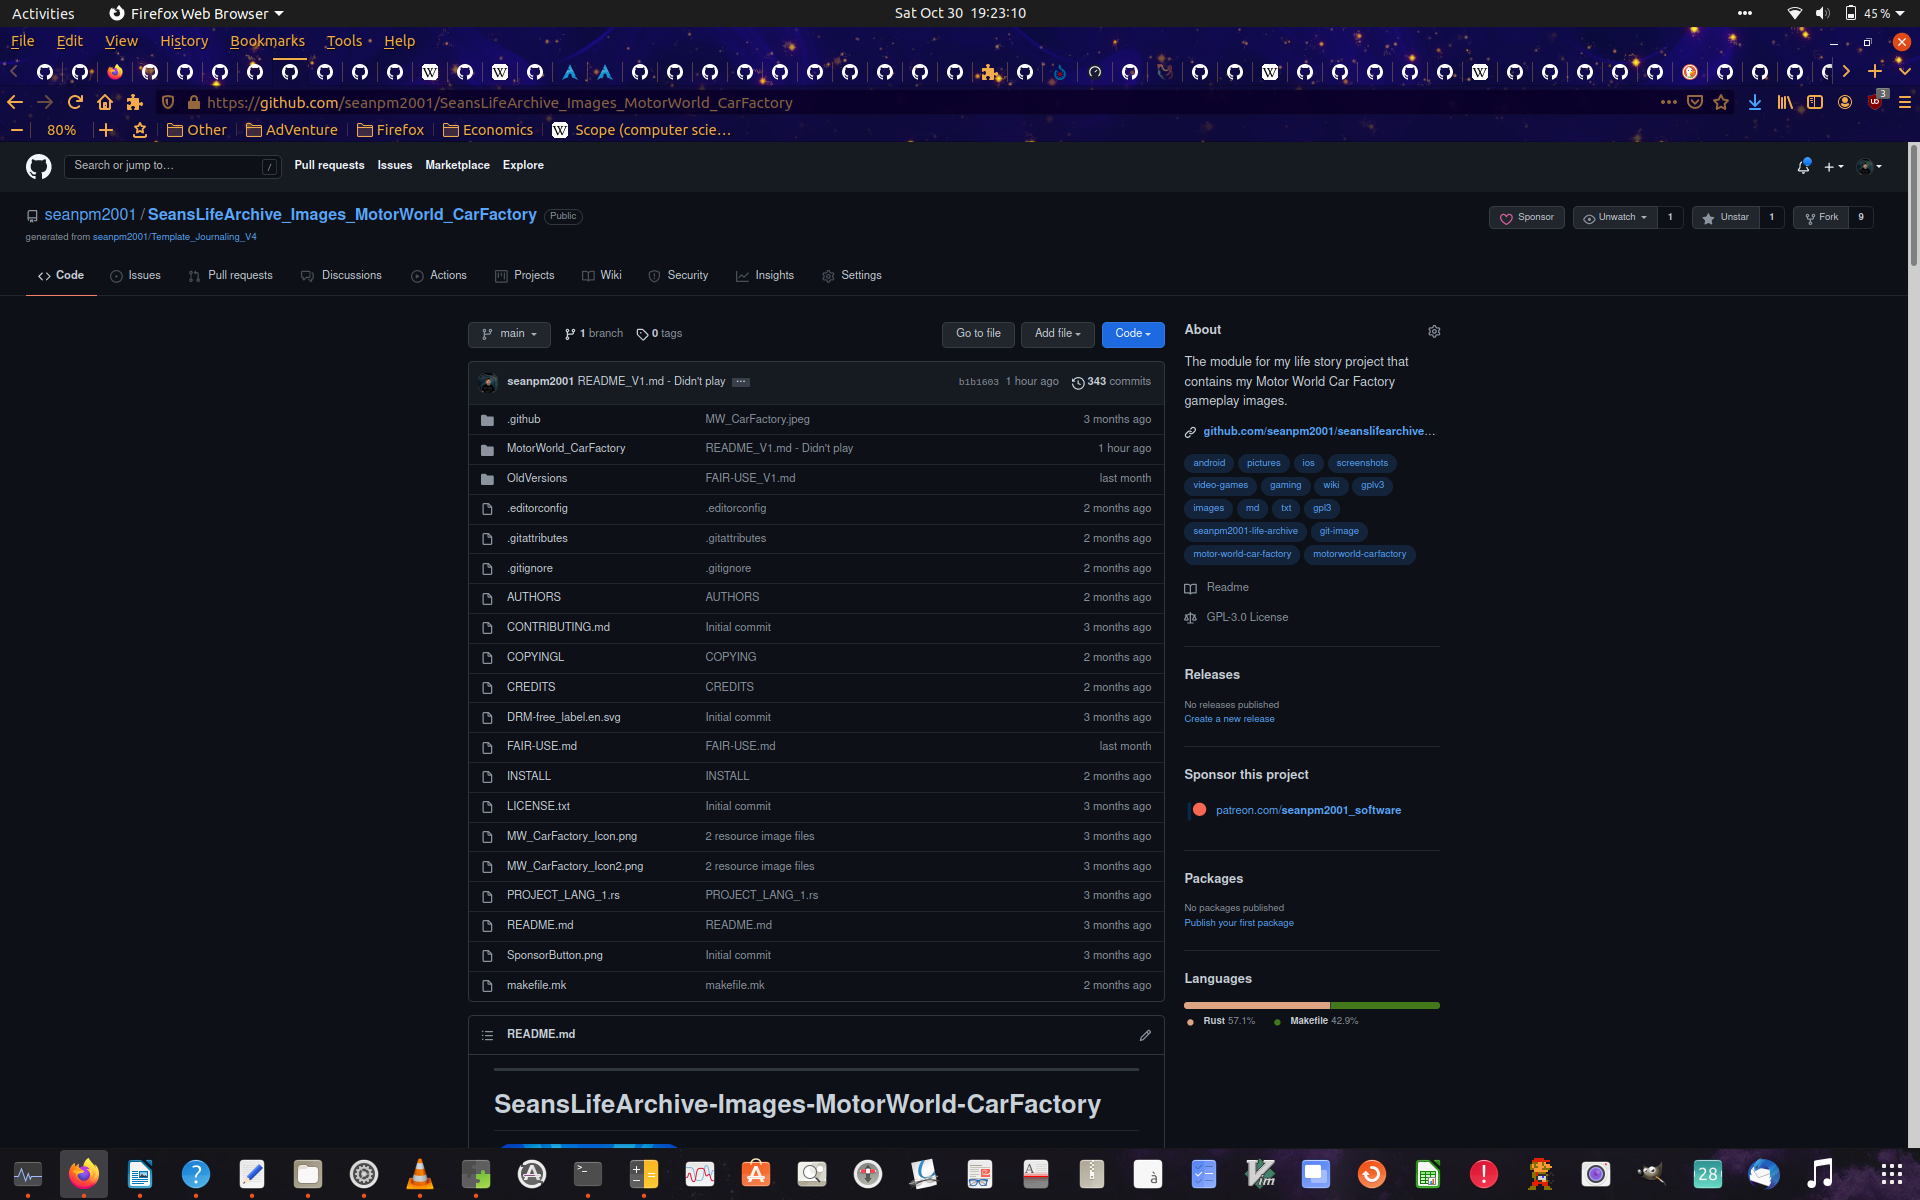 Activities Firefox Web Browser Sat Oct 30 19:23:10 45 %
File Edit View History Bookmarks Tools Help
https://github.com/seanpm2001/SeansLifeArchive_Images_MotorWorld_CarFactory 3
80% Other AdVenture Firefox Economics W Scope (computer scie…
Search or jump to… / Pull requests Issues Marketplace Explore
seanpm2001 / SeansLifeArchive_Images_MotorWorld_CarFactory Public Sponsor Unwatch 1 Unstar 1 Fork 9
generated from seanpm2001/Template_Journaling_V4
Code Issues Pull requests Discussions Actions Projects Wiki Security Insights Settings
main 1 branch 0 tags Go to file Add file Code
seanpm2001 README_V1.md - Didn't play … b1b1603 1 hour ago 343 commits
.github MW_CarFactory.jpeg 3 months ago
MotorWorld_CarFactory README_V1.md - Didn't play 1 hour ago
OldVersions FAIR-USE_V1.md last month
.editorconfig .editorconfig 2 months ago
.gitattributes .gitattributes 2 months ago
.gitignore .gitignore 2 months ago
AUTHORS AUTHORS 2 months ago
CONTRIBUTING.md Initial commit 3 months ago
COPYINGL COPYING 2 months ago
CREDITS CREDITS 2 months ago
DRM-free_label.en.svg Initial commit 3 months ago
FAIR-USE.md FAIR-USE.md last month
INSTALL INSTALL 2 months ago
LICENSE.txt Initial commit 3 months ago
MW_CarFactory_Icon.png 2 resource image files 3 months ago
MW_CarFactory_Icon2.png 2 resource image files 3 months ago
PROJECT_LANG_1.rs PROJECT_LANG_1.rs 3 months ago
README.md README.md 3 months ago
SponsorButton.png Initial commit 3 months ago
makefile.mk makefile.mk 2 months ago
README.md
SeansLifeArchive-Images-MotorWorld-CarFactory
About
The module for my life story project that
contains my Motor World Car Factory
gameplay images.
github.com/seanpm2001/seanslifearchive…
android pictures ios screenshots
video-games gaming wiki gplv3
images md txt gpl3
seanpm2001-life-archive git-image
motor-world-car-factory motorworld-carfactory
Readme
GPL-3.0 License
Releases
No releases published
Create a new release
Sponsor this project
patreon.com/seanpm2001_software
Packages
No packages published
Publish your first package
Languages
Rust 57.1% Makefile 42.9%
28